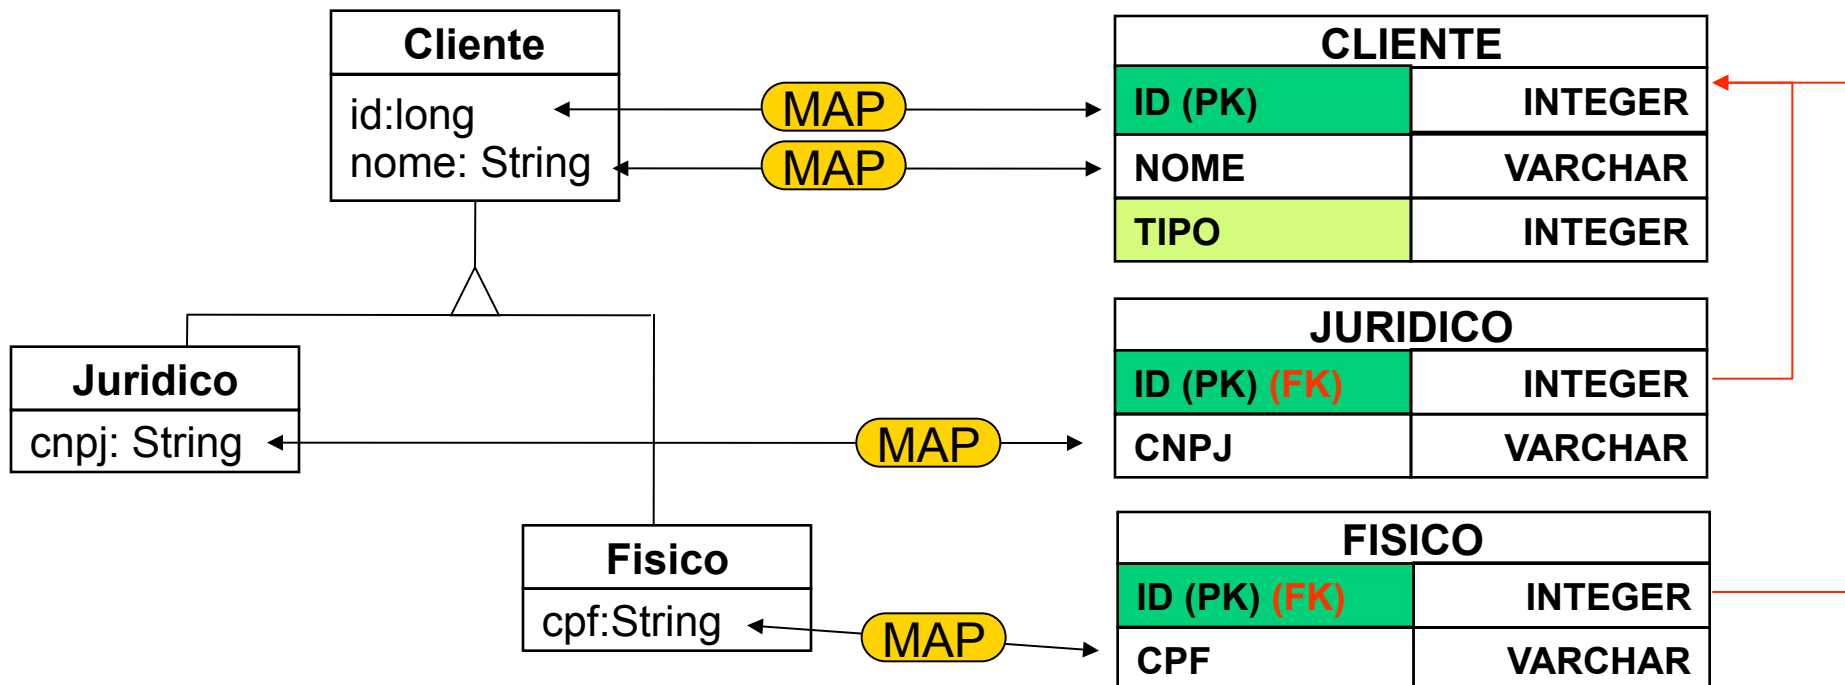 Cliente
id:long
nome: String
MAP
MAP
CLIENTE
ID (PK) INTEGER
NOME VARCHAR
TIPO INTEGER
Juridico
cnpj: String
MAP
JURIDICO
ID (PK) (FK) INTEGER
CNPJ VARCHAR
Fisico
cpf:String
MAP
FISICO
ID (PK) (FK) INTEGER
CPF VARCHAR